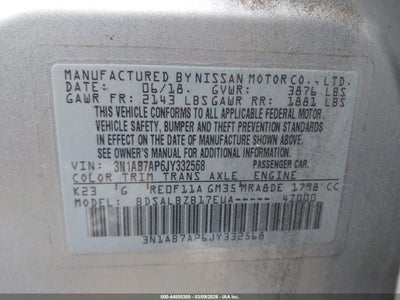 MANUFACTURED BY NISSAN MOTOR CO., LTD.
DATE: 06/18. GVWR: 3876 LBS
GAWR FR: 2143 LBS GAWR RR: 1881 LBS
THIS VEHICLE CONFORMS TO ALL APPLICABLE FEDERAL MOTOR
VEHICLE SAFETY, BUMPER AND THEFT PREVENTION STANDARDS
IN EFFECT ON THE DATE OF MANUFACTURE SHOWN ABOVE.
SEE OWNER'S MANUAL FOR ADDITIONAL INFORMATION.
VIN: 3N1AB7AP6JY332568 PASSENGER CAR.
COLOR TRIM TRANS AXLE ENGINE
K23 G RE0F11A GM35 MRA8DE 1798 CC
MODEL: BDSALBZB17EUA----- 47000
3N1AB7AP6JY332568
000-44658385 - 03/09/2026 - IAAI.COM